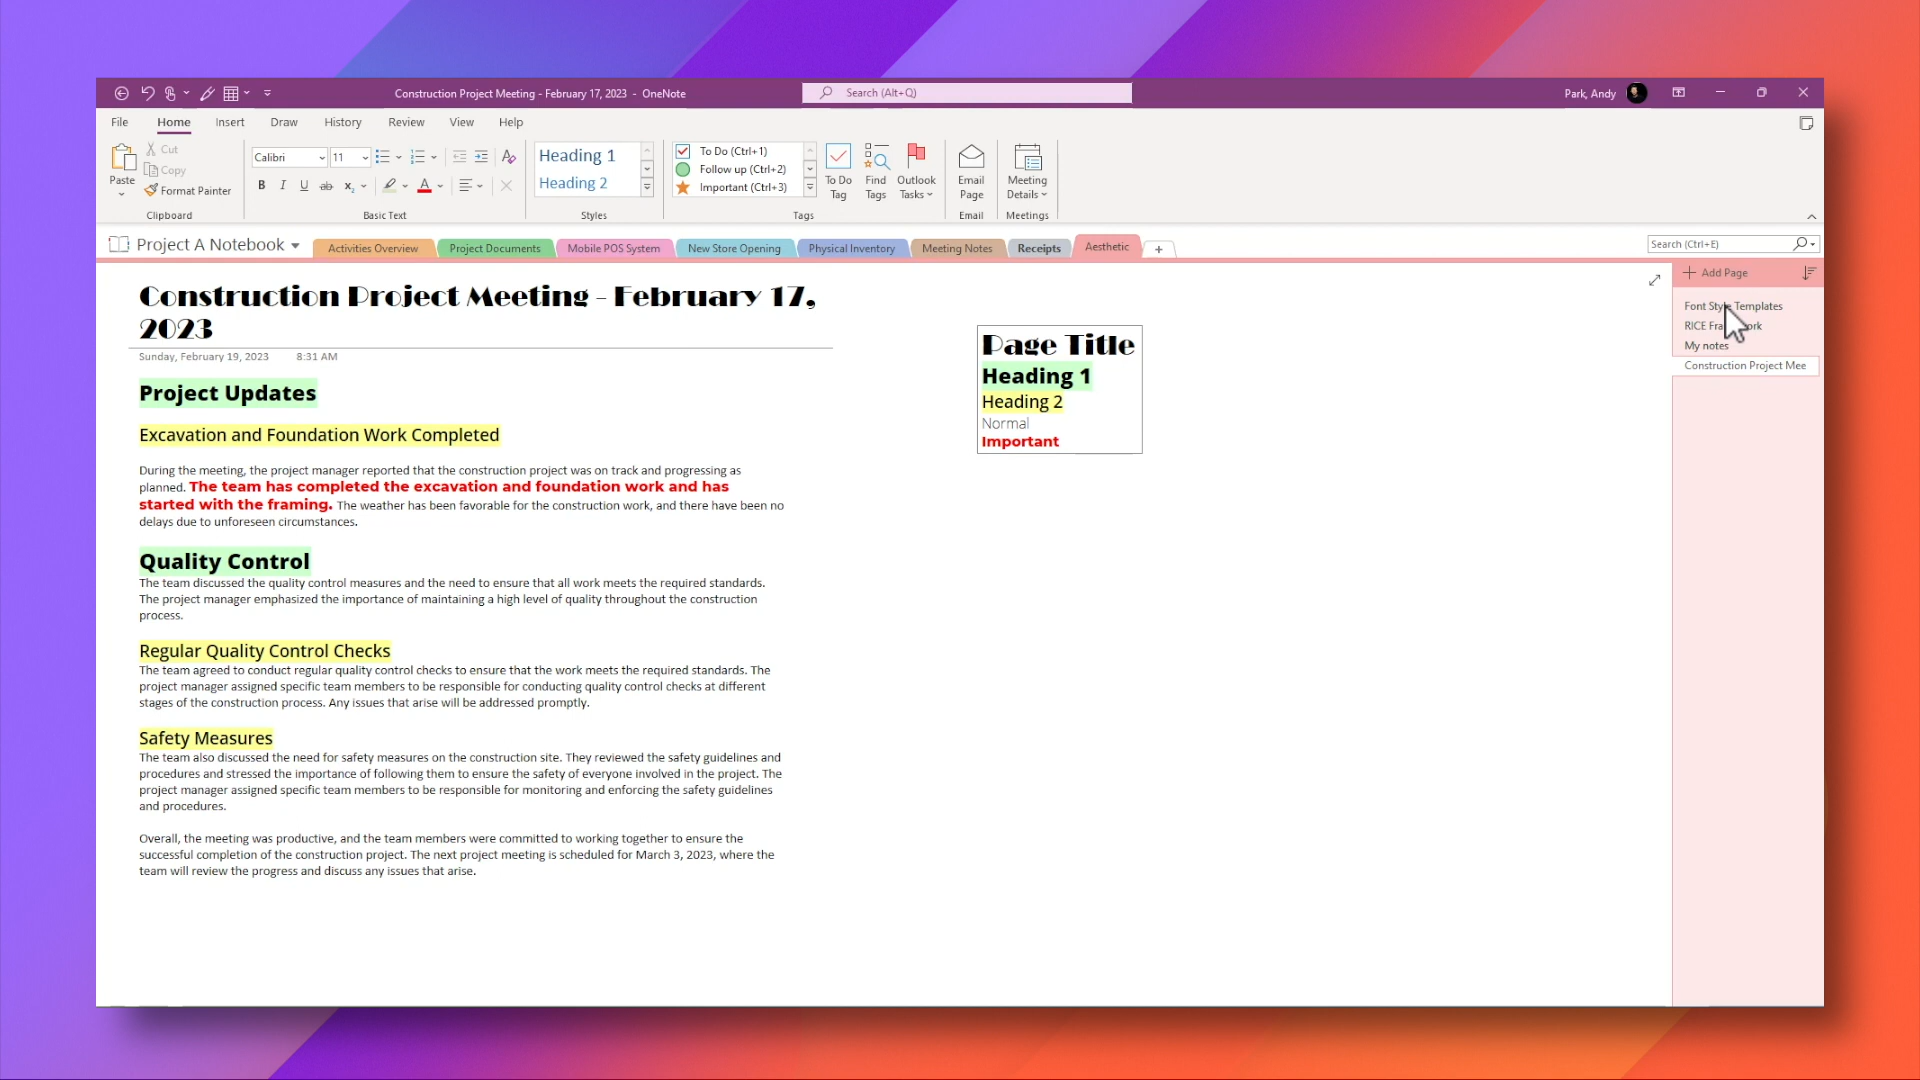 Construction Project Meeting - February 17, 2023 - OneNote
Search (Alt+Q)
Park, Andy
File Home Insert Draw History Review View Help
Paste
Cut
Copy
Format Painter
Clipboard
Calibri 11
B I U ab x₂ A A
Basic Text
Heading 1
Heading 2
Styles
To Do (Ctrl+1)
Follow up (Ctrl+2)
Important (Ctrl+3)
To Do Tag
Find Tags
Outlook Tasks
Tags
Email Page
Email
Meeting Details
Meetings
Project A Notebook
Activities Overview
Project Documents
Mobile POS System
New Store Opening
Physical Inventory
Meeting Notes
Receipts
Aesthetic
+
Search (Ctrl+E)
Construction Project Meeting - February 17,
2023
Sunday, February 19, 2023 8:31 AM
Project Updates
Excavation and Foundation Work Completed
During the meeting, the project manager reported that the construction project was on track and progressing as
planned. The team has completed the excavation and foundation work and has
started with the framing. The weather has been favorable for the construction work, and there have been no
delays due to unforeseen circumstances.
Quality Control
The team discussed the quality control measures and the need to ensure that all work meets the required standards.
The project manager emphasized the importance of maintaining a high level of quality throughout the construction
process.
Regular Quality Control Checks
The team agreed to conduct regular quality control checks to ensure that the work meets the required standards. The
project manager assigned specific team members to be responsible for conducting quality control checks at different
stages of the construction process. Any issues that arise will be addressed promptly.
Safety Measures
The team also discussed the need for safety measures on the construction site. They reviewed the safety guidelines and
procedures and stressed the importance of following them to ensure the safety of everyone involved in the project. The
project manager assigned specific team members to be responsible for monitoring and enforcing the safety guidelines
and procedures.
Overall, the meeting was productive, and the team members were committed to working together to ensure the
successful completion of the construction project. The next project meeting is scheduled for March 3, 2023, where the
team will review the progress and discuss any issues that arise.
Page Title
Heading 1
Heading 2
Normal
Important
Add Page
Font Style Templates
RICE
My notes
Construction Project Mee